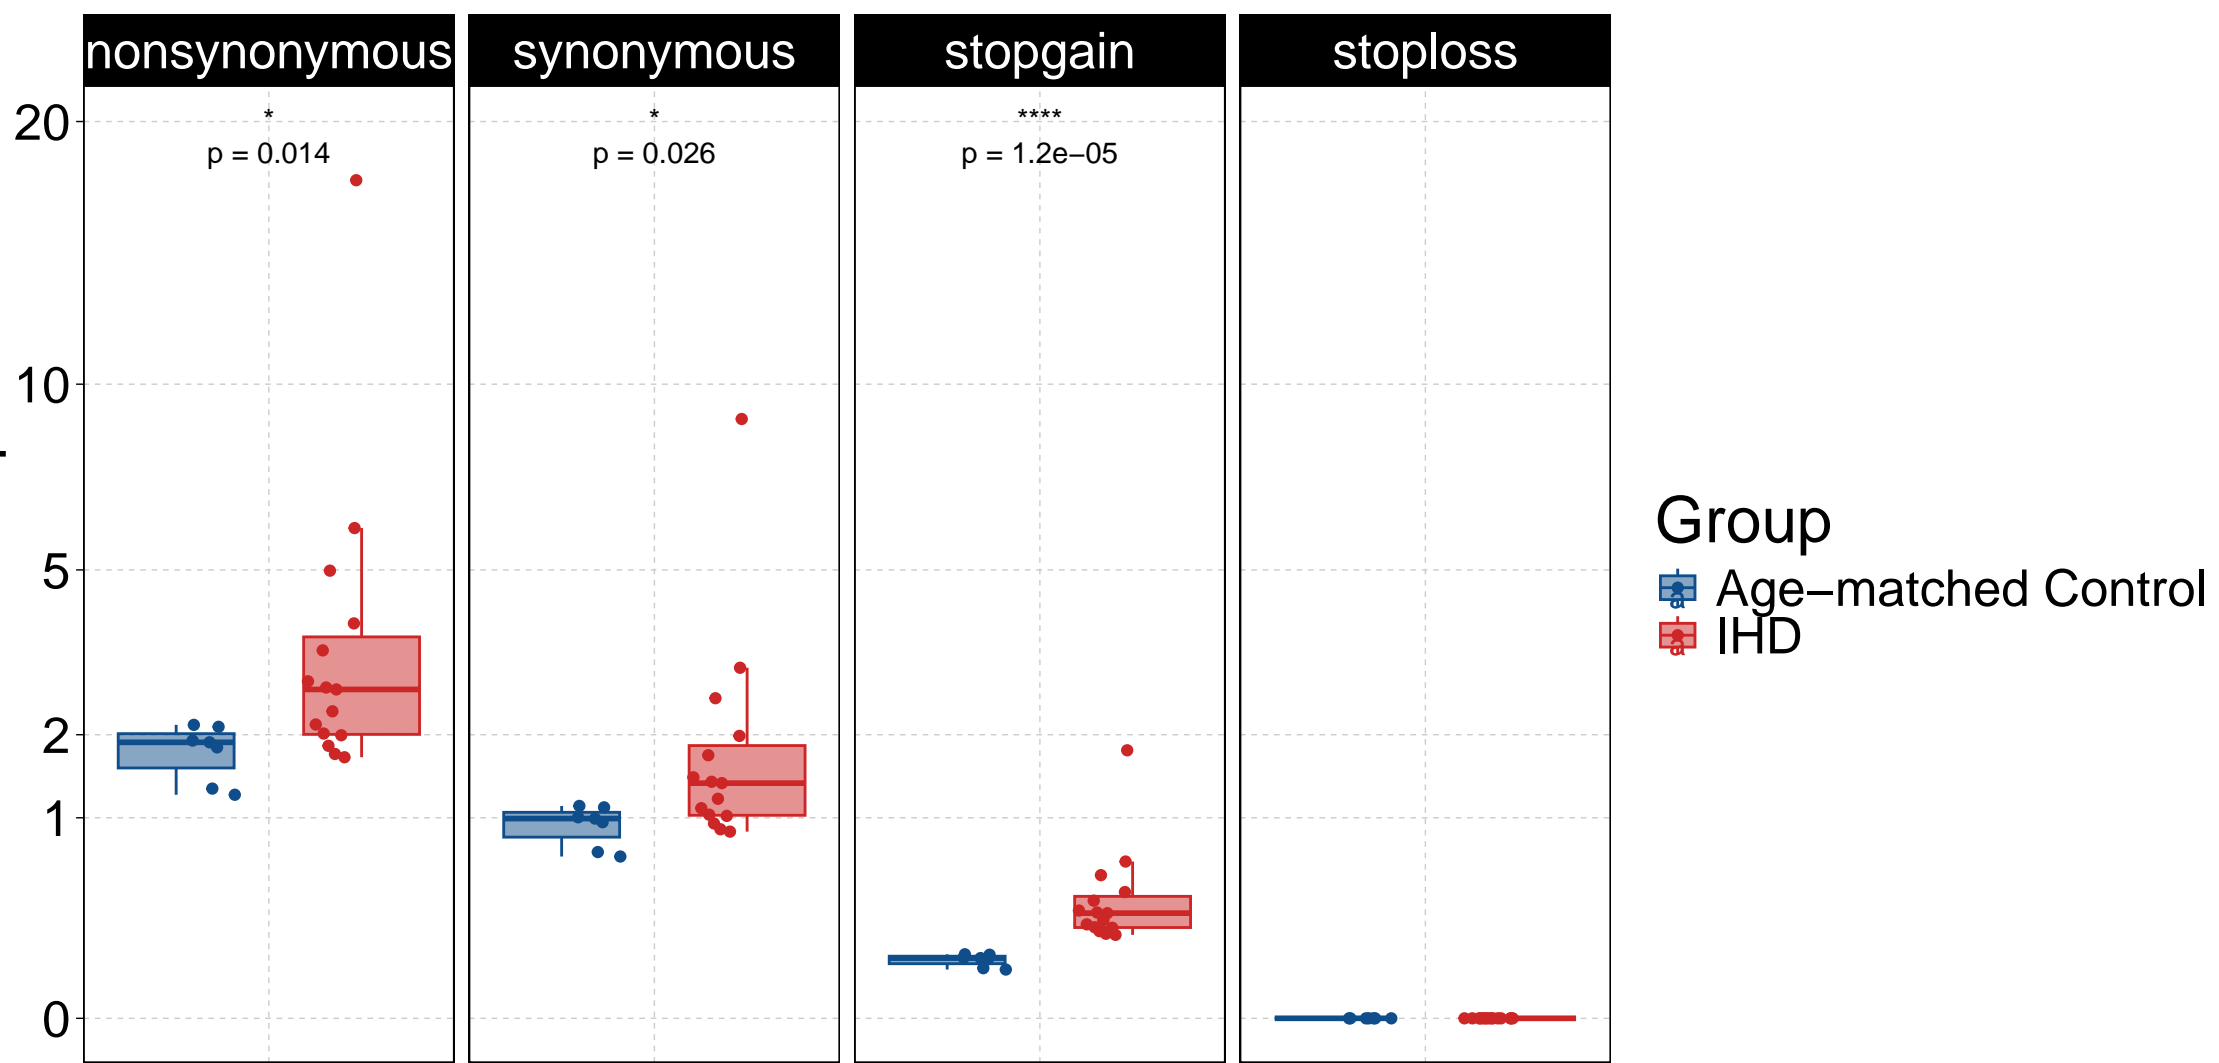 nonsynonymous
synonymous
stopgain
stoploss
*
p = 0.014
*
p = 0.026
****
p = 1.2e−05
20
10
5
2
1
0
Group
a Age−matched Control
a IHD